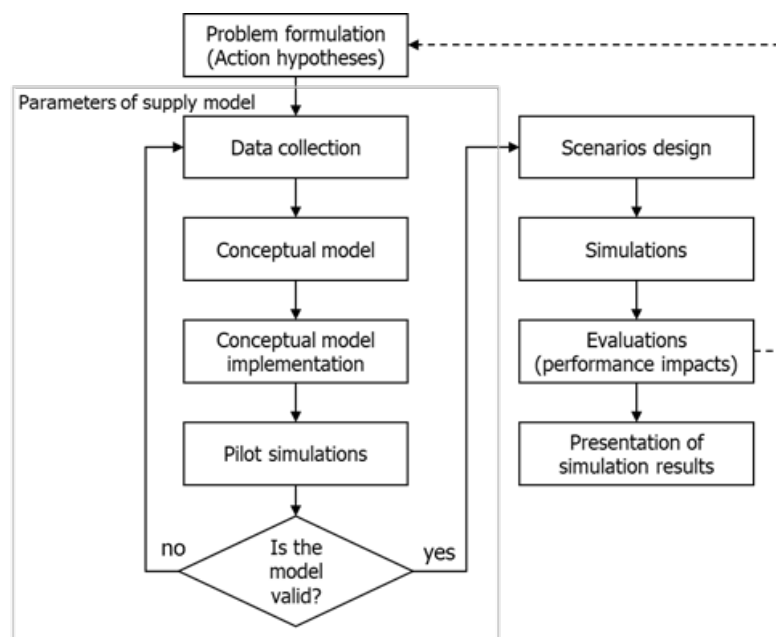 Problem formulation
(Action hypotheses)
Parameters of supply model
Data collection
Conceptual model
Conceptual model
implementation
Pilot simulations
Is the
model
valid?
no
yes
Scenarios design
Simulations
Evaluations
(performance impacts)
Presentation of
simulation results